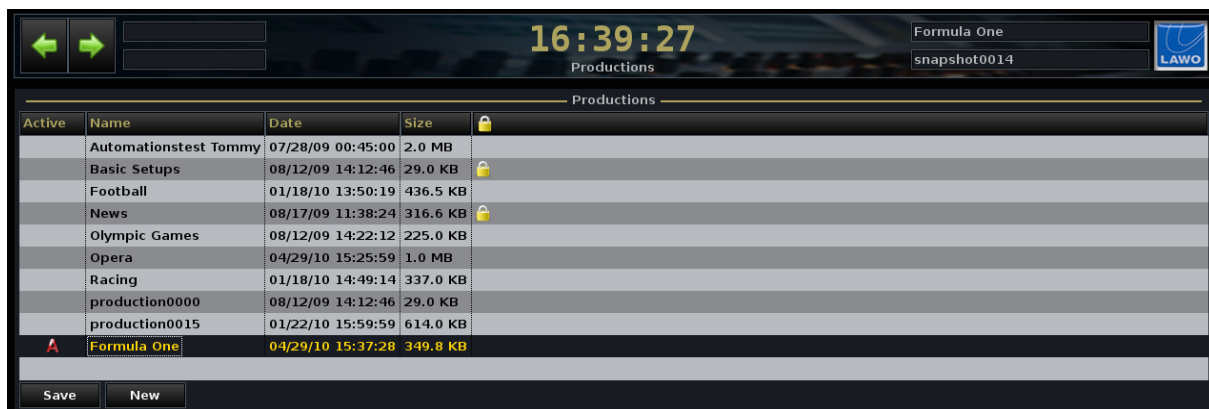 16:39:27
Productions
Formula One
snapshot0014
LAWO
Productions
Active Name Date Size
Automationstest Tommy 07/28/09 00:45:00 2.0 MB
Basic Setups 08/12/09 14:12:46 29.0 KB
Football 01/18/10 13:50:19 436.5 KB
News 08/17/09 11:38:24 316.6 KB
Olympic Games 08/12/09 14:22:12 225.0 KB
Opera 04/29/10 15:25:59 1.0 MB
Racing 01/18/10 14:49:14 337.0 KB
production0000 08/12/09 14:12:46 29.0 KB
production0015 01/22/10 15:59:59 614.0 KB
A Formula One 04/29/10 15:37:28 349.8 KB
Save New